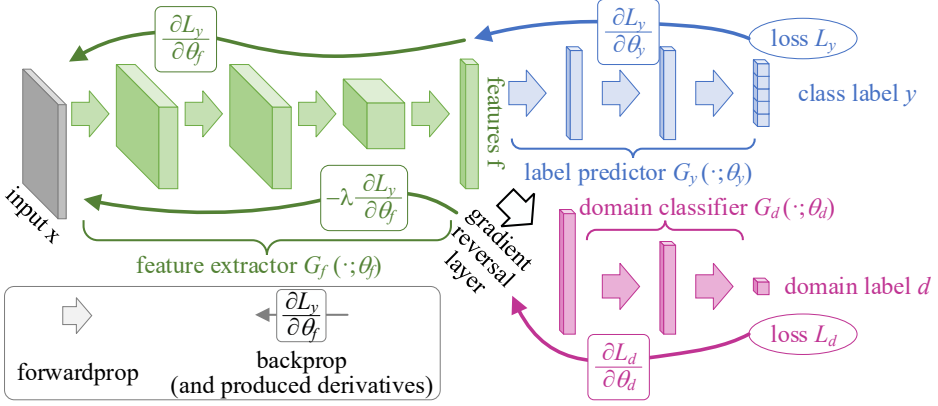 ∂L_y
∂θ_f
∂L_y
∂θ_y
loss L_y
class label y
features f
label predictor G_y (·;θ_y)
input x
−λ ∂L_y
∂θ_f
gradient
reversal
layer
feature extractor G_f (·;θ_f)
domain classifier G_d (·;θ_d)
domain label d
loss L_d
∂L_d
∂θ_d
∂L_y
∂θ_f
forwardprop
backprop
(and produced derivatives)